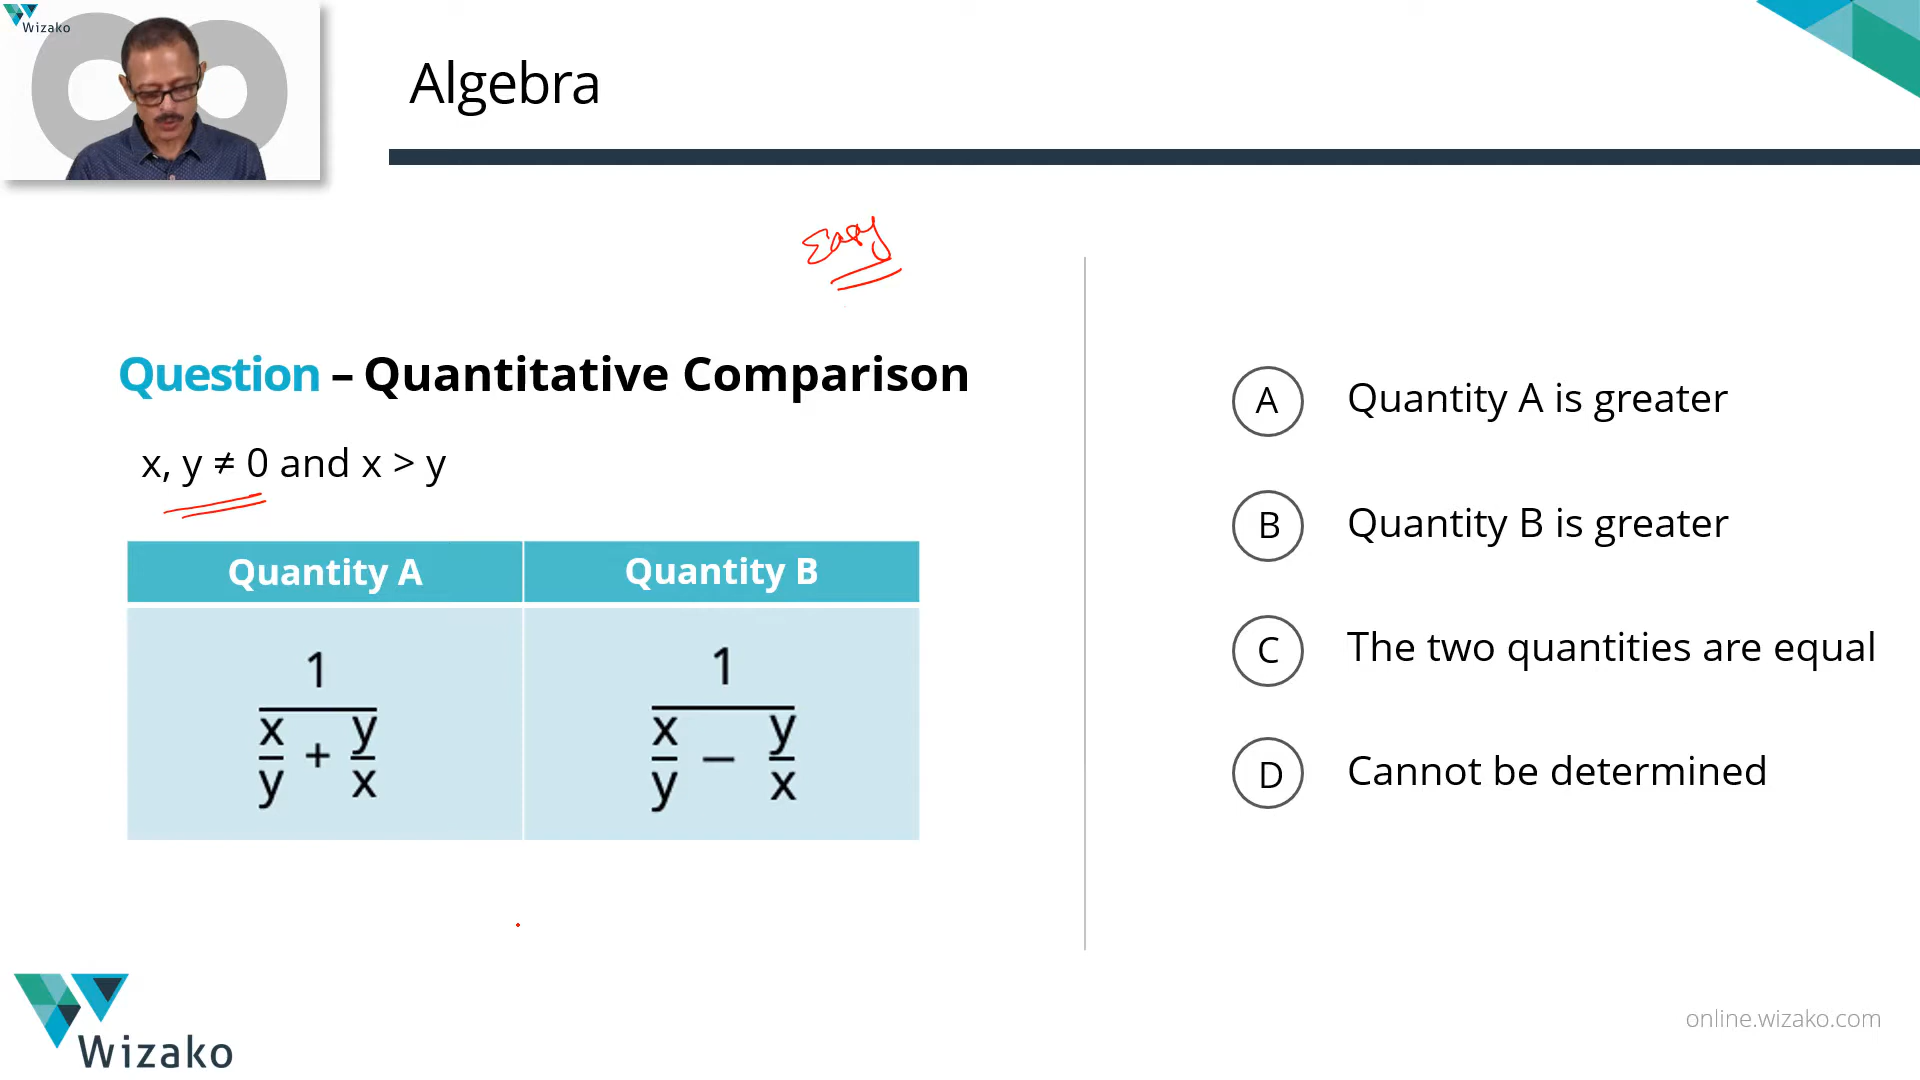 Wizako
Algebra
Easy
Question – Quantitative Comparison
x, y ≠ 0 and x > y
Quantity A
Quantity B
1
x/y + y/x
1
x/y – y/x
A Quantity A is greater
B Quantity B is greater
C The two quantities are equal
D Cannot be determined
Wizako
online.wizako.com